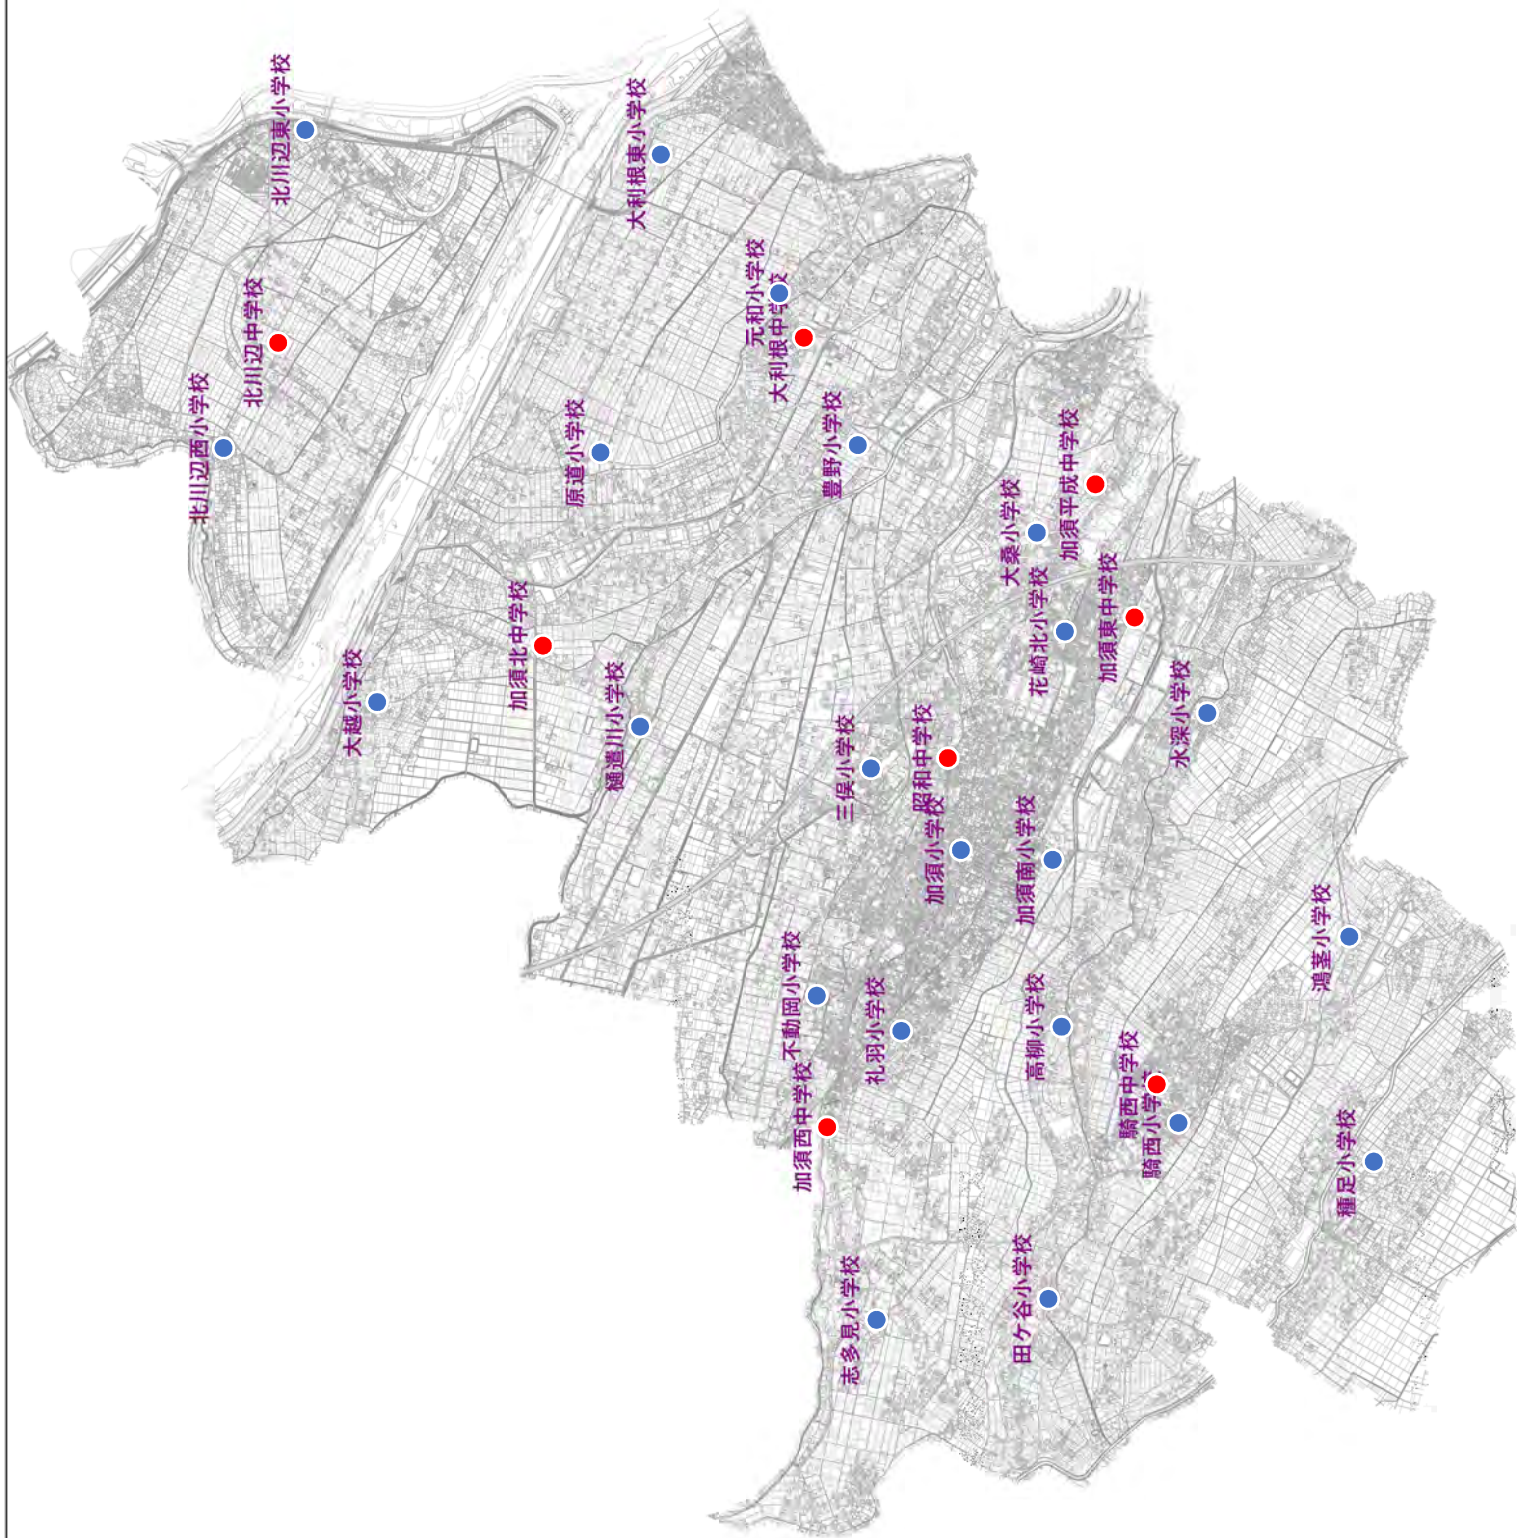 北川辺東小学校
大利根東小学校
元和小学校
大利根中学校
北川辺中学校
北川辺西小学校
原道小学校
豊野小学校
加須平成中学校
大桑小学校
加須東中学校
花崎北小学校
加須北中学校
大越小学校
樋遣川小学校
水深小学校
三俣小学校
昭和中学校
加須小学校
加須南小学校
鴻茎小学校
不動岡小学校
礼羽小学校
高柳小学校
騎西中学校
騎西小学校
加須西中学校
種足小学校
田ケ谷小学校
志多見小学校